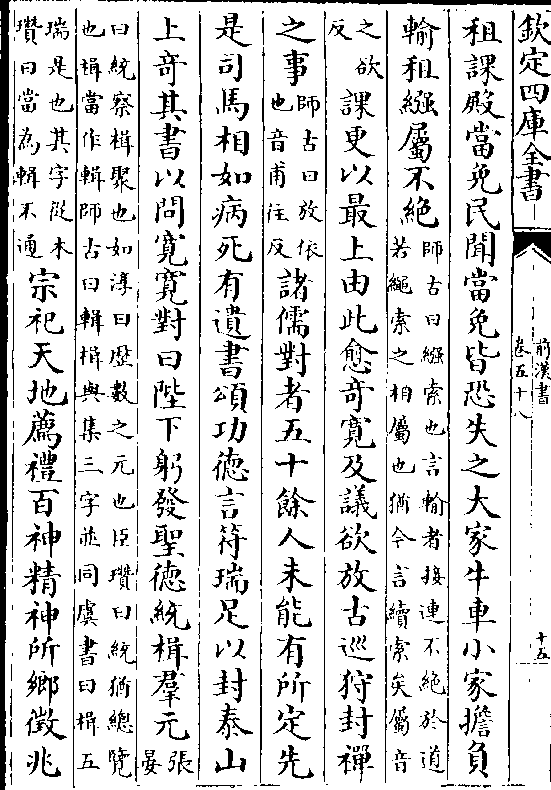 欽定四庫全書
前漢書
卷五十八
十五
租課殿當免民聞當免皆恐失之大家牛車小家擔負
輸租繈屬不絶師古曰繈索也言輸者接連不絶於道
若繩索之相屬也猶今言續索矣屬音
之欲
反
課更以最上由此愈奇寛及議欲放古巡狩封禪
之事師古曰放依
也音甫往反
諸儒對者五十餘人未能有所定先
是司馬相如病死有遺書頌功德言符瑞足以封泰山
上奇其書以問寛寛對曰陛下躬發聖德統楫羣元張
晏
曰統察楫聚也如淳曰歴數之元也臣瓚曰統猶總覽
也楫當作輯師古曰輯楫與集三字並同虞書曰楫五
瑞是也其字從木
瓚曰當為輯不通
宗祀天地薦禮百神精神所鄉徴兆